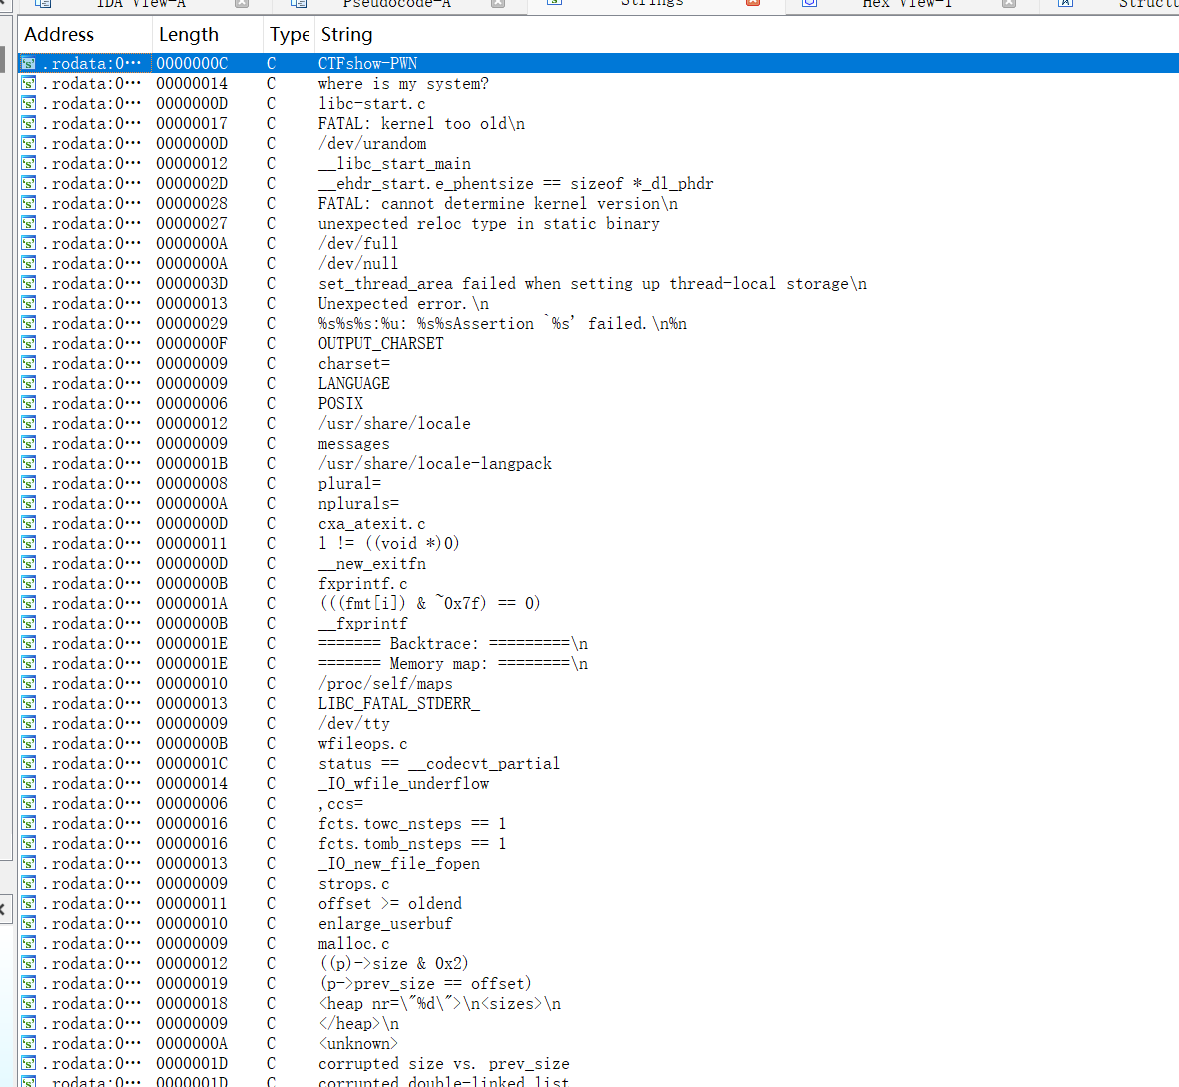 IDA View-A Pseudocode-A Strings Hex View-1
Address Length Type String
.rodata:0··· 0000000C C CTFshow-PWN
.rodata:0··· 00000014 C where is my system?
.rodata:0··· 0000000D C libc-start.c
.rodata:0··· 00000017 C FATAL: kernel too old\n
.rodata:0··· 0000000D C /dev/urandom
.rodata:0··· 00000012 C __libc_start_main
.rodata:0··· 0000002D C __ehdr_start.e_phentsize == sizeof *_dl_phdr
.rodata:0··· 00000028 C FATAL: cannot determine kernel version\n
.rodata:0··· 00000027 C unexpected reloc type in static binary
.rodata:0··· 0000000A C /dev/full
.rodata:0··· 0000000A C /dev/null
.rodata:0··· 0000003D C set_thread_area failed when setting up thread-local storage\n
.rodata:0··· 00000013 C Unexpected error.\n
.rodata:0··· 00000029 C %s%s%s:%u: %s%sAssertion `%s' failed.\n%n
.rodata:0··· 0000000F C OUTPUT_CHARSET
.rodata:0··· 00000009 C charset=
.rodata:0··· 00000009 C LANGUAGE
.rodata:0··· 00000006 C POSIX
.rodata:0··· 00000012 C /usr/share/locale
.rodata:0··· 00000009 C messages
.rodata:0··· 0000001B C /usr/share/locale-langpack
.rodata:0··· 00000008 C plural=
.rodata:0··· 0000000A C nplurals=
.rodata:0··· 0000000D C cxa_atexit.c
.rodata:0··· 00000011 C l != ((void *)0)
.rodata:0··· 0000000D C __new_exitfn
.rodata:0··· 0000000B C fxprintf.c
.rodata:0··· 0000001A C (((fmt[i]) & ~0x7f) == 0)
.rodata:0··· 0000000B C __fxprintf
.rodata:0··· 0000001E C ======= Backtrace: =========\n
.rodata:0··· 0000001E C ======= Memory map: ========\n
.rodata:0··· 00000010 C /proc/self/maps
.rodata:0··· 00000013 C LIBC_FATAL_STDERR_
.rodata:0··· 00000009 C /dev/tty
.rodata:0··· 0000000B C wfileops.c
.rodata:0··· 0000001C C status == __codecvt_partial
.rodata:0··· 00000014 C _IO_wfile_underflow
.rodata:0··· 00000006 C ,ccs=
.rodata:0··· 00000016 C fcts.towc_nsteps == 1
.rodata:0··· 00000016 C fcts.tomb_nsteps == 1
.rodata:0··· 00000013 C _IO_new_file_fopen
.rodata:0··· 00000009 C strops.c
.rodata:0··· 00000011 C offset >= oldend
.rodata:0··· 00000010 C enlarge_userbuf
.rodata:0··· 00000009 C malloc.c
.rodata:0··· 00000012 C ((p)->size & 0x2)
.rodata:0··· 00000019 C (p->prev_size == offset)
.rodata:0··· 00000018 C <heap nr=\"%d\">\n<sizes>\n
.rodata:0··· 00000009 C </heap>\n
.rodata:0··· 0000000A C <unknown>
.rodata:0··· 0000001D C corrupted size vs. prev_size
.rodata:0··· 0000001D C corrupted double-linked list